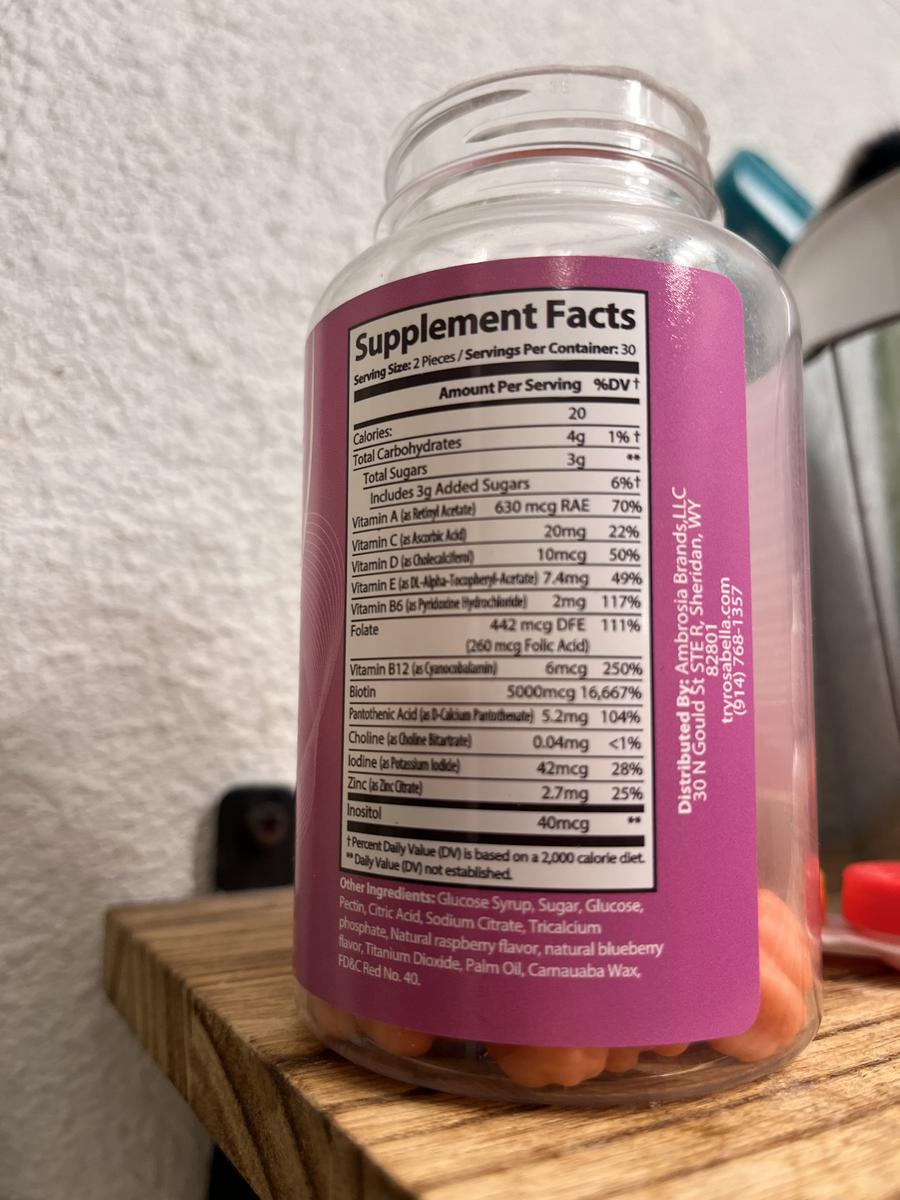 Supplement Facts
Serving Size: 2 Pieces / Servings Per Container: 30
Amount Per Serving %DV†
Calories: 20
Total Carbohydrates 4g 1%†
Total Sugars 3g **
Includes 3g Added Sugars 6%†
Vitamin A (as Retinyl Acetate) 630 mcg RAE 70%
Vitamin C (as Ascorbic Acid) 20mg 22%
Vitamin D (as Cholecalciferol) 10mcg 50%
Vitamin E (as DL-Alpha-Tocopheryl-Acetate) 7.4mg 49%
Vitamin B6 (as Pyridoxine Hydrochloride) 2mg 117%
Folate 442 mcg DFE 111%
(260 mcg Folic Acid)
Vitamin B12 (as Cyanocobalamin) 6mcg 250%
Biotin 5000mcg 16,667%
Pantothenic Acid (as D-Calcium Pantothenate) 5.2mg 104%
Choline (as Choline Bitartrate) 0.04mg <1%
Iodine (as Potassium Iodide) 42mcg 28%
Zinc (as Zinc Citrate) 2.7mg 25%
Inositol 40mcg **
† Percent Daily Value (DV) is based on a 2,000 calorie diet.
** Daily Value (DV) not established.
Other Ingredients: Glucose Syrup, Sugar, Glucose,
Pectin, Citric Acid, Sodium Citrate, Tricalcium
phosphate, Natural raspberry flavor, natural blueberry
flavor, Titanium Dioxide, Palm Oil, Carnauaba Wax,
FD&C Red No. 40.
Distributed By: Ambrosia Brands,LLC
30 N Gould St STE R, Sheridan, WY
82801
tryrosabella.com
(914) 768-1357